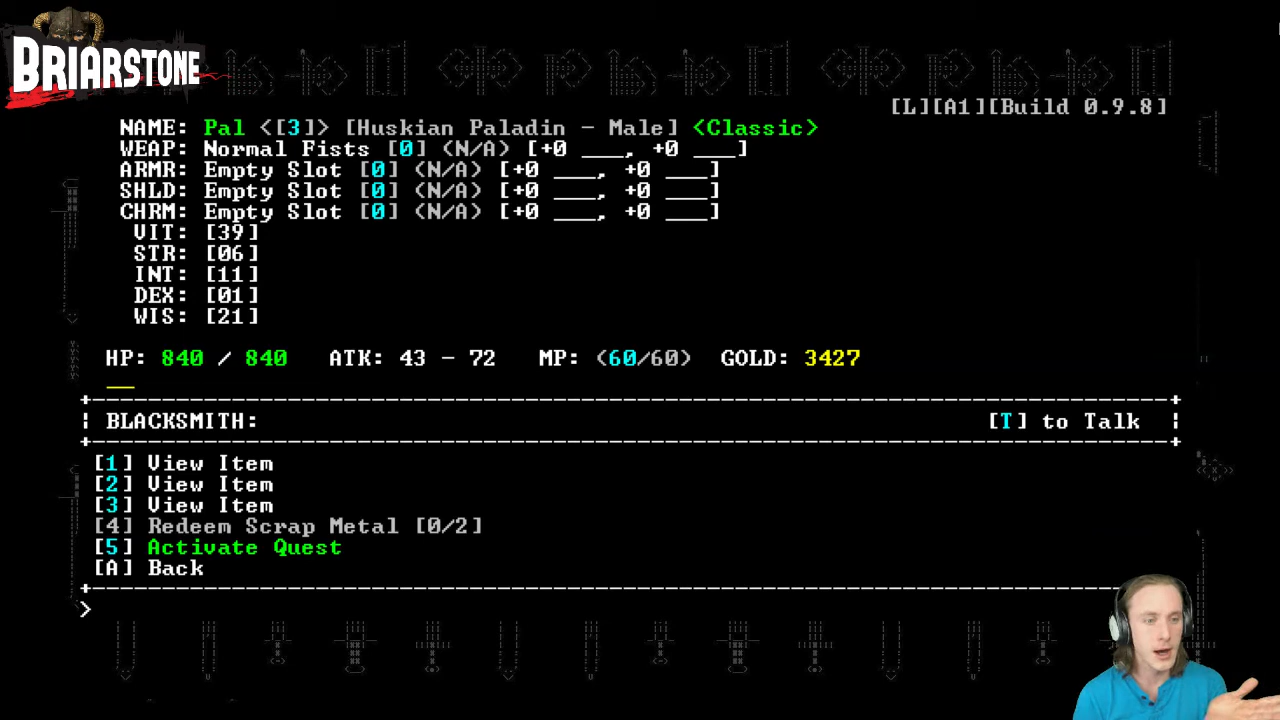 BRIARSTONE
[L][A1][Build 0.9.8]
NAME: Pal <[3]> [Huskian Paladin - Male] <Classic>
WEAP: Normal Fists [0] (N/A) [+0 ___, +0 ___]
ARMR: Empty Slot [0] (N/A) [+0 ___, +0 ___]
SHLD: Empty Slot [0] (N/A) [+0 ___, +0 ___]
CHRM: Empty Slot [0] (N/A) [+0 ___, +0 ___]
VIT: [39]
STR: [06]
INT: [11]
DEX: [01]
WIS: [21]
HP: 840 / 840 ATK: 43 - 72 MP: (60/60) GOLD: 3427
BLACKSMITH: [T] to Talk
[1] View Item
[2] View Item
[3] View Item
[4] Redeem Scrap Metal [0/2]
[5] Activate Quest
[A] Back
>